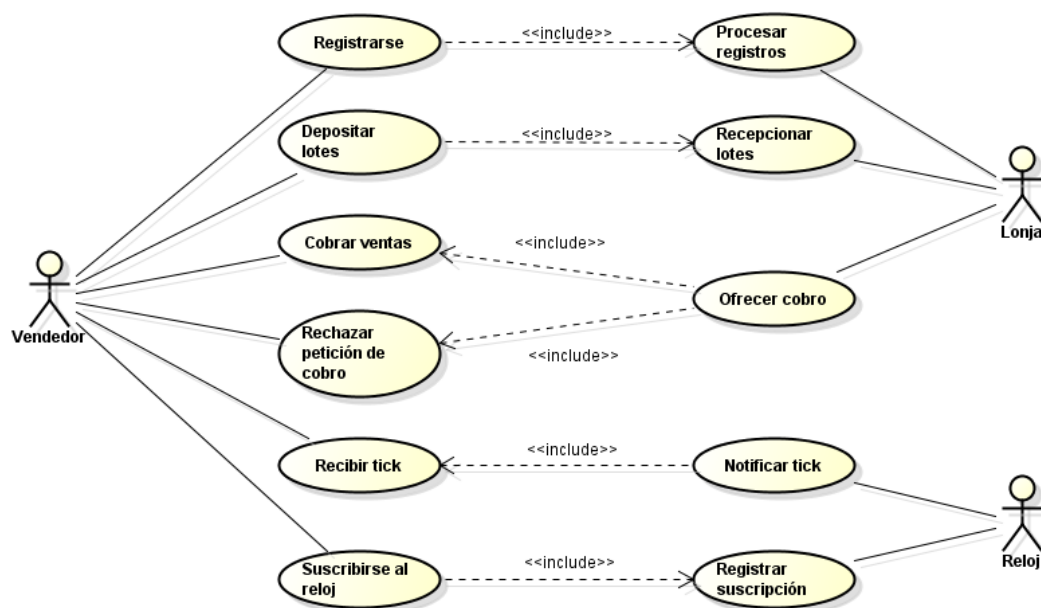 Registrarse
<<include>>
Procesar
registros
Depositar
lotes
<<include>>
Recepcionar
lotes
Lonja
Cobrar ventas
<<include>>
Ofrecer cobro
Vendedor
Rechazar
petición de
cobro
<<include>>
Recibir tick
<<include>>
Notificar tick
Reloj
Suscribirse al
reloj
<<include>>
Registrar
suscripción